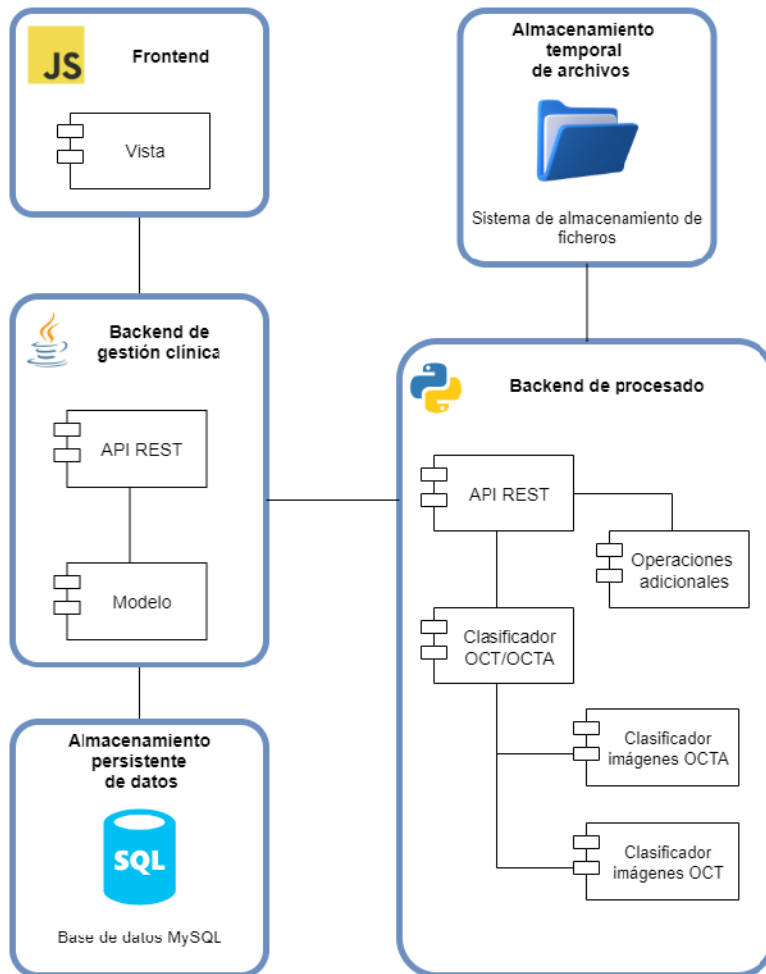 JS
Frontend
Vista
Almacenamiento
temporal
de archivos
Sistema de almacenamiento de
ficheros
Backend de
gestión clínica
API REST
Modelo
Backend de procesado
API REST
Operaciones
adicionales
Clasificador
OCT/OCTA
Clasificador
imágenes OCTA
Clasificador
imágenes OCT
Almacenamiento
persistente
de datos
SQL
Base de datos MySQL